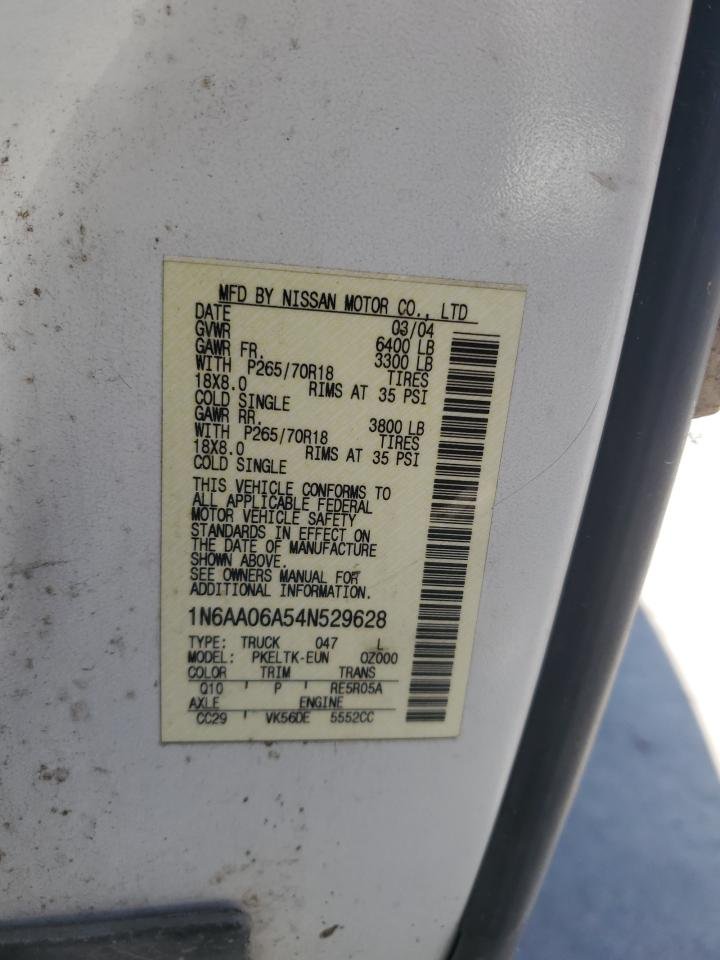 MFD BY NISSAN MOTOR CO., LTD
DATE 03/04
GVWR 6400 LB
GAWR FR. 3300 LB
WITH P265/70R18 TIRES
18X8.0 RIMS AT 35 PSI
COLD SINGLE
GAWR RR. 3800 LB
WITH P265/70R18 TIRES
18X8.0 RIMS AT 35 PSI
COLD SINGLE
THIS VEHICLE CONFORMS TO
ALL APPLICABLE FEDERAL
MOTOR VEHICLE SAFETY
STANDARDS IN EFFECT ON
THE DATE OF MANUFACTURE
SHOWN ABOVE.
SEE OWNERS MANUAL FOR
ADDITIONAL INFORMATION.
1N6AA06A54N529628
TYPE: TRUCK 047 L
MODEL: PKELTK-EUN 0Z000
COLOR TRIM TRANS
Q10 P RE5R05A
AXLE ENGINE
CC29 VK56DE 5552CC